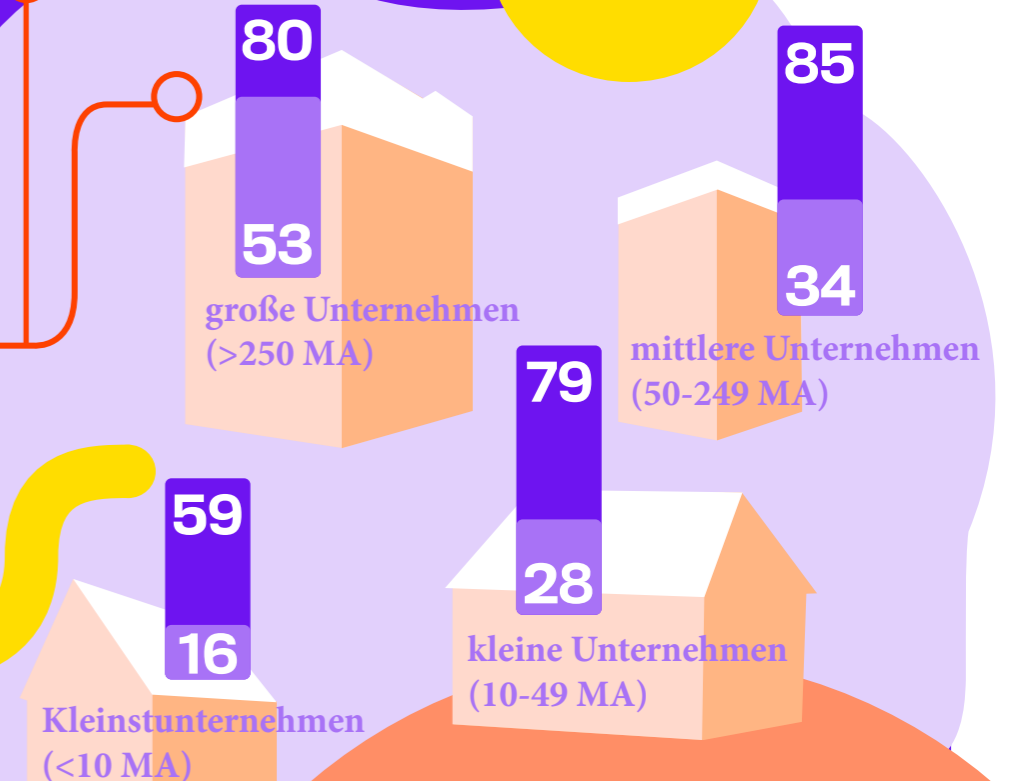 80
53
große Unternehmen
(>250 MA)
85
34
mittlere Unternehmen
(50-249 MA)
79
28
kleine Unternehmen
(10-49 MA)
59
16
Kleinstunternehmen
(<10 MA)